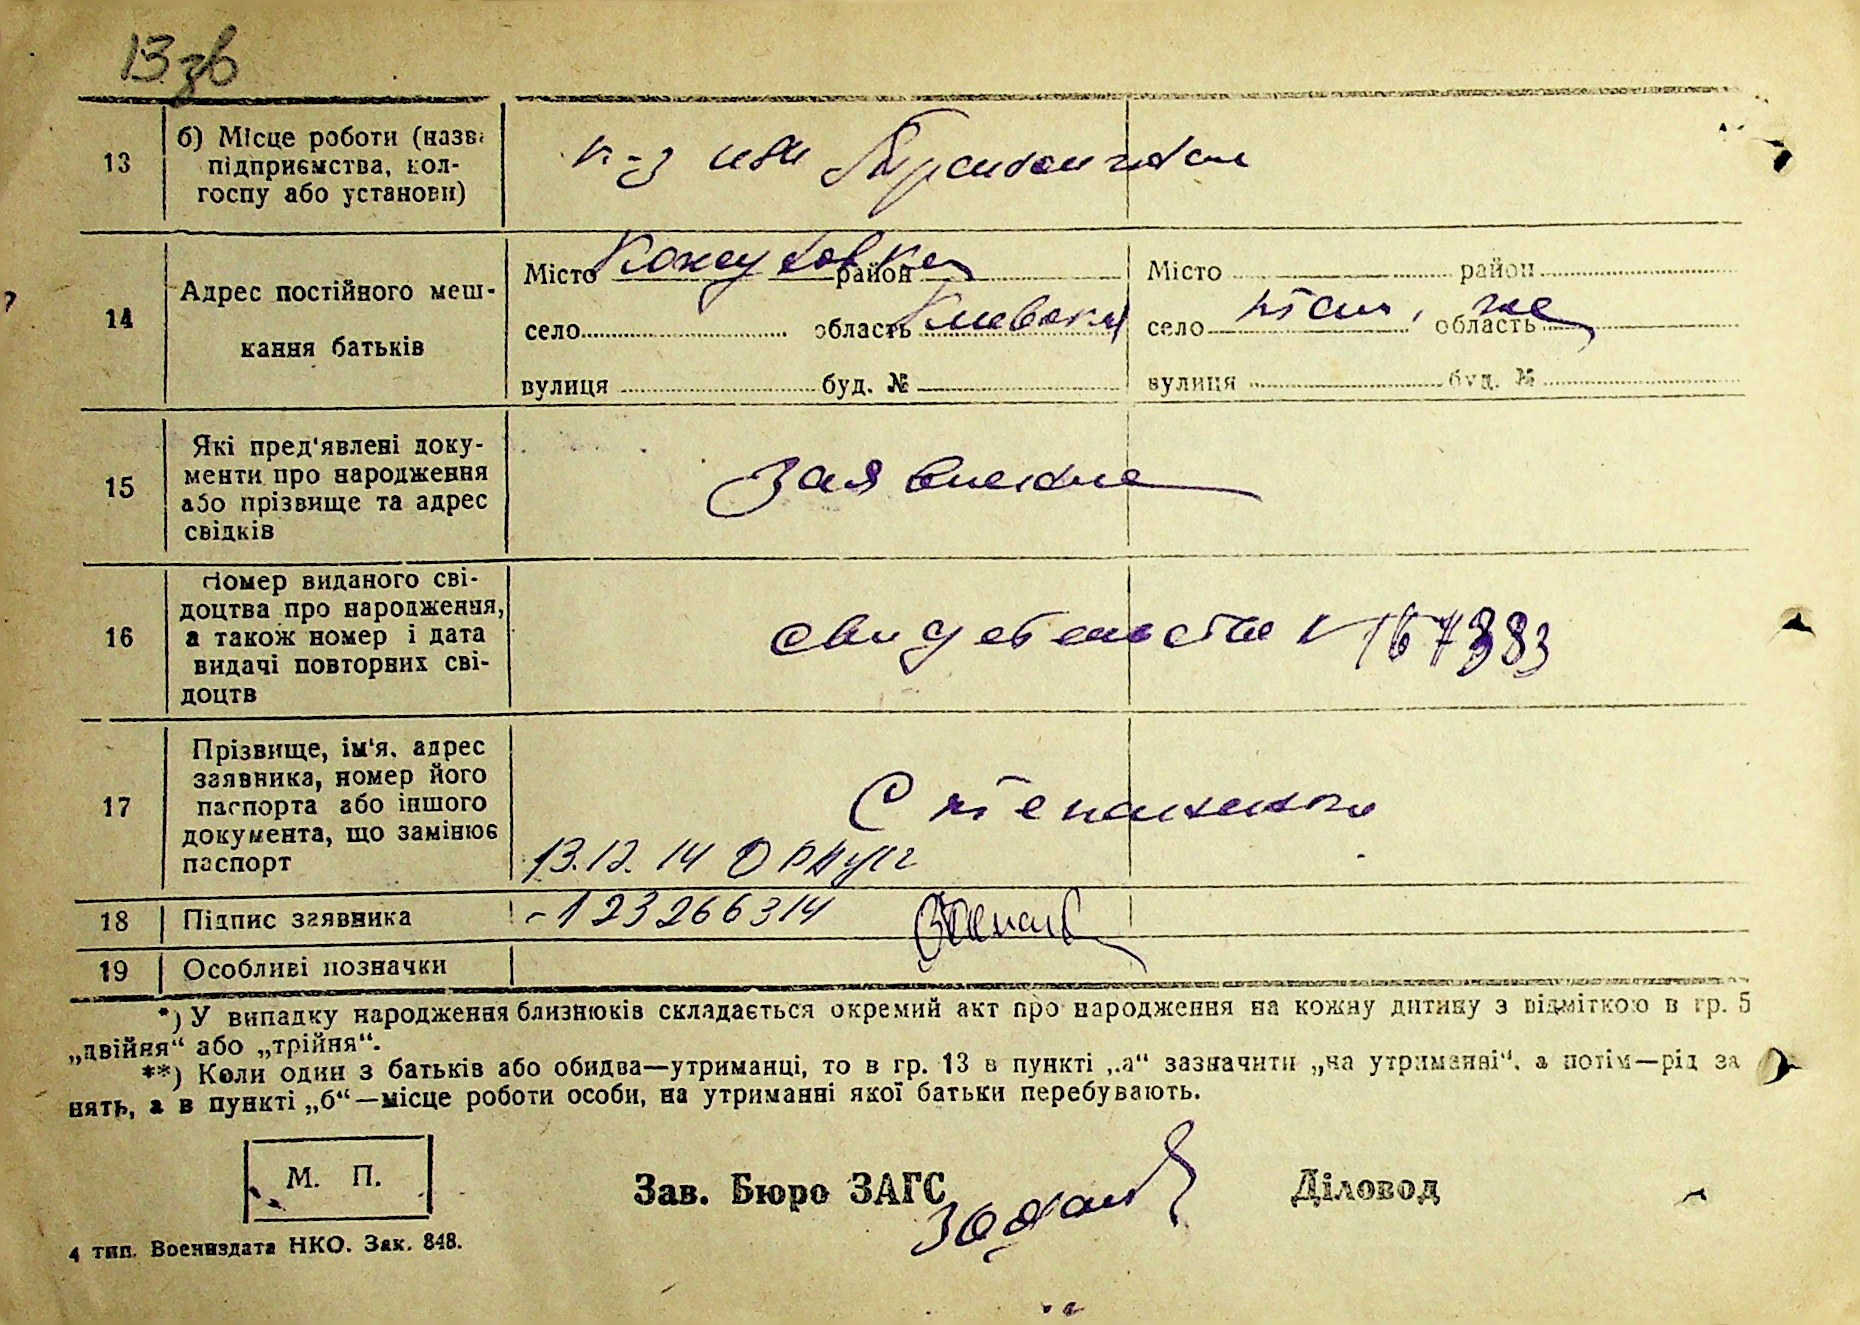 13 зв
13 б) Місце роботи (назва
підприємства, кол-
госпу або установи)
к-з
14 Адрес постійного меш-
кання батьків
Місто Кожуховка район Місто район
село область Киевская село там, же область
вулиця буд. № вулиця буд. №
15 Які пред'явлені доку-
менти про народження
або прізвище та адрес
свідків
заявление
16 Номер виданого сві-
доцтва про народження,
а також номер і дата
видачі повторних сві-
доцтв
свидетельство №
17 Прізвище, ім'я, адрес
заявника, номер його
паспорта або іншого
документа, що замінює
паспорт
13.12.14
18 Підпис заявника -123266314
19 Особливі позначки
*) У випадку народження близнюків складається окремий акт про народження на кожну дитину з відміткою в гр. 5
„двійня“ або „трійня“.
**) Коли один з батьків або обидва—утриманці, то в гр. 13 в пункті „а“ зазначити „на утриманні“, а потім—рід за
нять, а в пункті „б“—місце роботи особи, на утриманні якої батьки перебувають.
М. П.
Зав. Бюро ЗАГС Діловод
4 тип. Воениздата НКО. Зак. 848.